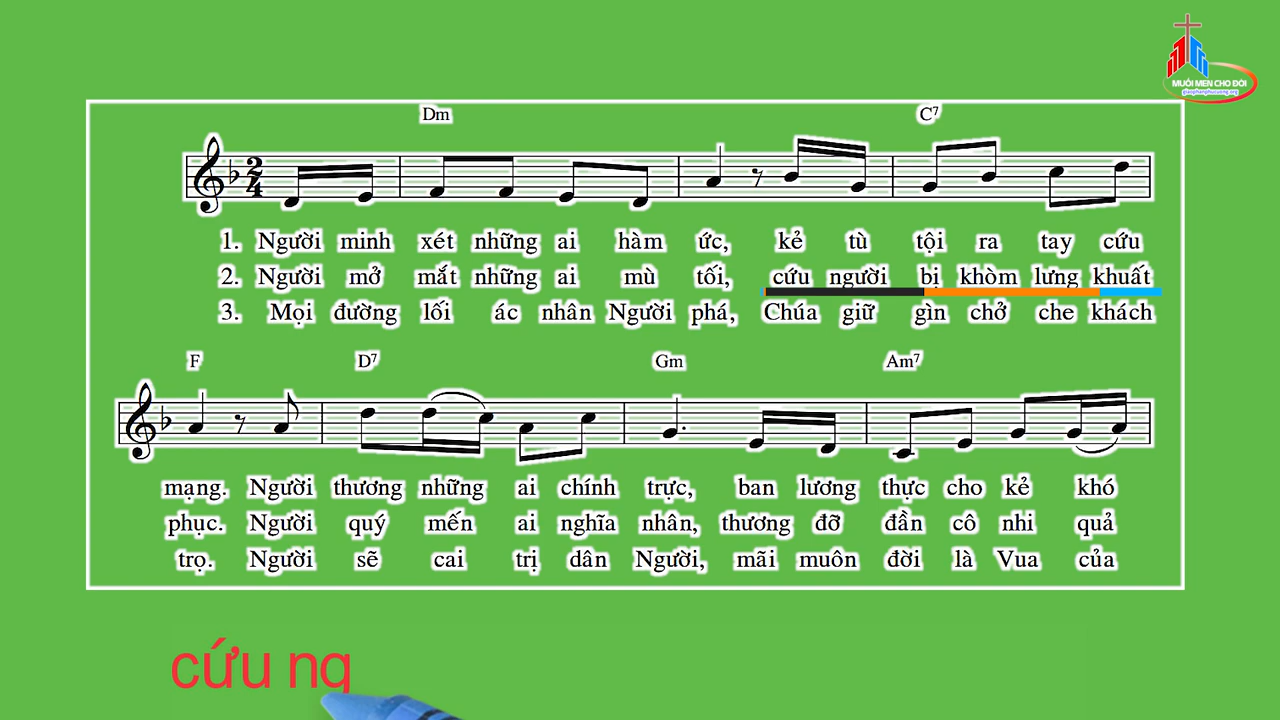 MUỐI MEN CHO ĐỜI
giaophanphucuong.org
Dm C7
2
4
1. Người minh xét những ai hàm ức, kẻ tù tội ra tay cứu
2. Người mở mắt những ai mù tối, cứu người bị khòm lưng khuất
3. Mọi đường lối ác nhân Người phá, Chúa giữ gìn chở che khách
F D7 Gm Am7
mạng. Người thương những ai chính trực, ban lương thực cho kẻ khó
phục. Người quý mến ai nghĩa nhân, thương đỡ đần cô nhi quả
trọ. Người sẽ cai trị dân Người, mãi muôn đời là Vua của
cứu ng